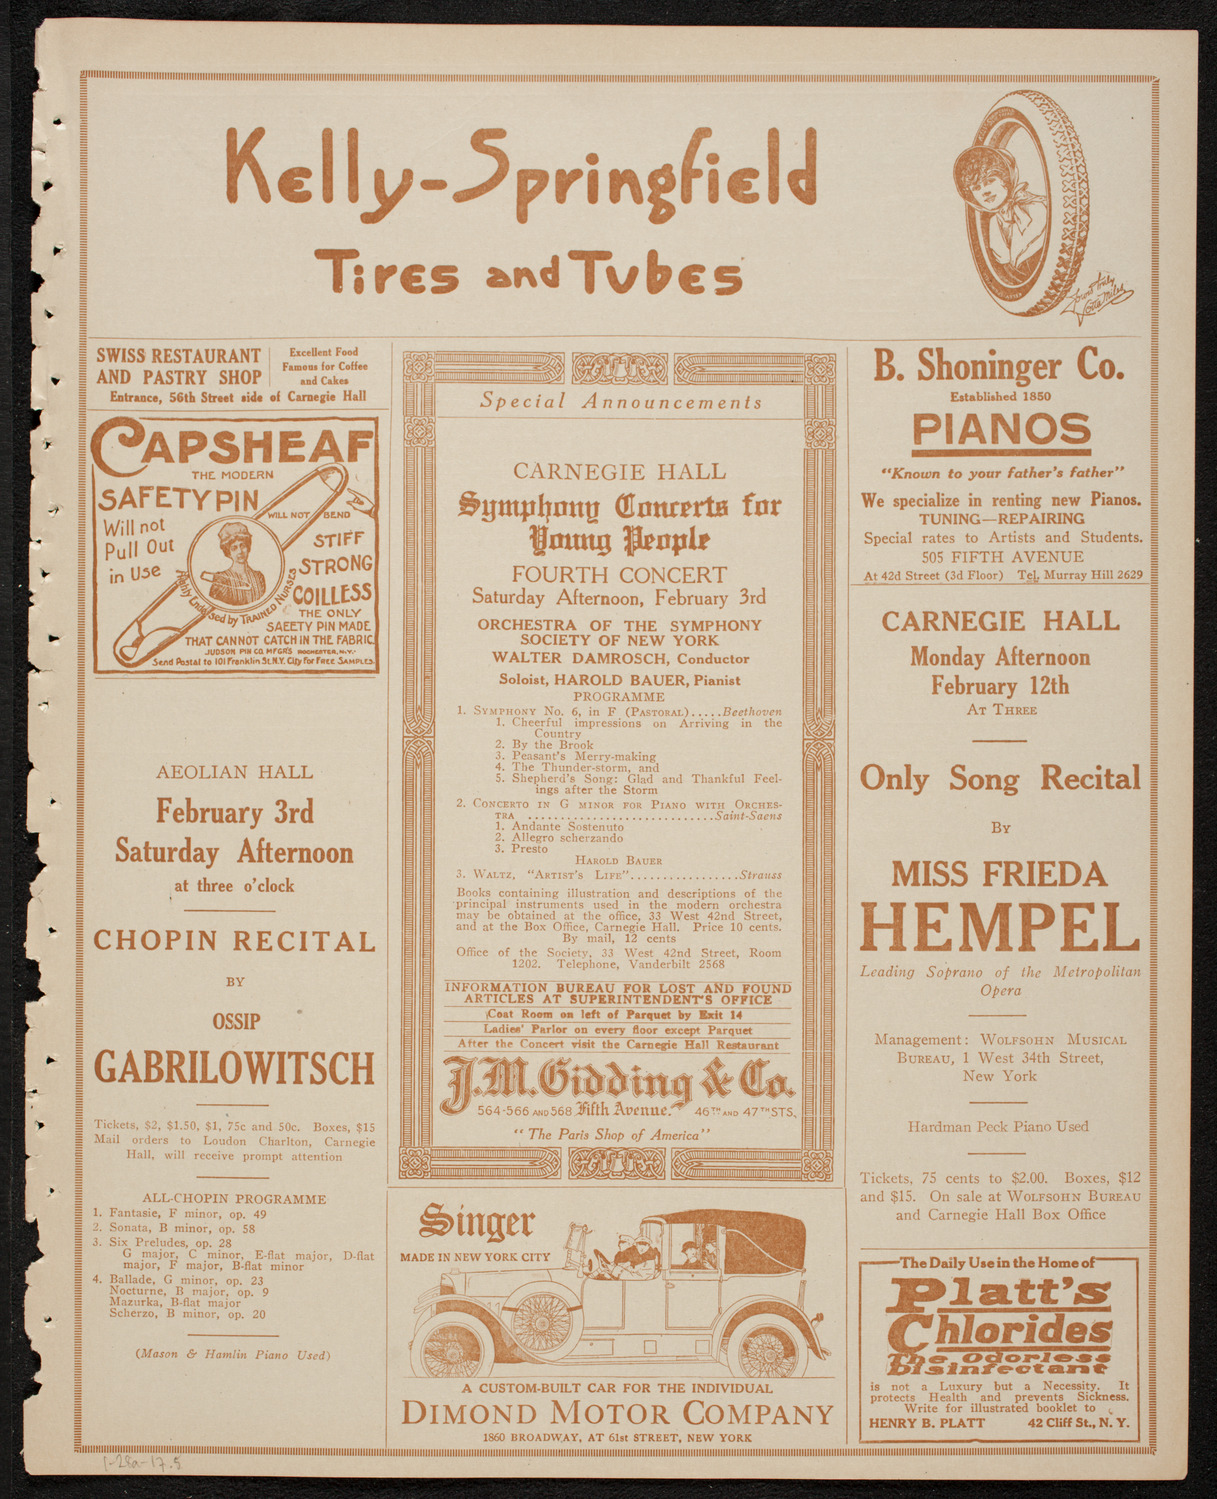 Kelly-Springfield
Tires and Tubes
Lotta Miles
SWISS RESTAURANT
AND PASTRY SHOP
Excellent Food
Famous for Coffee
and Cakes
Entrance, 56th Street side of Carnegie Hall
CAPSHEAF
THE MODERN
SAFETY PIN
WILL NOT BEND
Will not
Pull Out
in Use
STIFF
STRONG
COILLESS
Highly Endorsed by TRAINED NURSES
THE ONLY
SAFETY PIN MADE
THAT CANNOT CATCH IN THE FABRIC.
JUDSON PIN CO. MFGRS ROCHESTER, N.Y.
Send Postal to 101 Franklin St. N.Y. City For FREE SAMPLES.
AEOLIAN HALL
February 3rd
Saturday Afternoon
at three o'clock
CHOPIN RECITAL
BY
OSSIP
GABRILOWITSCH
Tickets, $2, $1.50, $1, 75c and 50c. Boxes, $15
Mail orders to Loudon Charlton, Carnegie
Hall, will receive prompt attention
ALL-CHOPIN PROGRAMME
1. Fantasie, F minor, op. 49
2. Sonata, B minor, op. 58
3. Six Preludes, op. 28
G major, C minor, E-flat major, D-flat
major, F major, B-flat minor
4. Ballade, G minor, op. 23
Nocturne, B major, op. 9
Mazurka, B-flat major
Scherzo, B minor, op. 20
(Mason & Hamlin Piano Used)
Special Announcements
CARNEGIE HALL
Symphony Concerts for
Young People
FOURTH CONCERT
Saturday Afternoon, February 3rd
ORCHESTRA OF THE SYMPHONY
SOCIETY OF NEW YORK
WALTER DAMROSCH, Conductor
Soloist, HAROLD BAUER, Pianist
PROGRAMME
1. SYMPHONY No. 6, in F (PASTORAL).....Beethoven
1. Cheerful impressions on Arriving in the
Country
2. By the Brook
3. Peasant's Merry-making
4. The Thunder-storm, and
5. Shepherd's Song: Glad and Thankful Feel-
ings after the Storm
2. CONCERTO IN G MINOR FOR PIANO WITH ORCHES-
TRA ...........................Saint-Saens
1. Andante Sostenuto
2. Allegro scherzando
3. Presto
HAROLD BAUER
3. WALTZ, "ARTIST'S LIFE"................Strauss
Books containing illustration and descriptions of the
principal instruments used in the modern orchestra
may be obtained at the office, 33 West 42nd Street,
and at the Box Office, Carnegie Hall. Price 10 cents.
By mail, 12 cents
Office of the Society, 33 West 42nd Street, Room
1202. Telephone, Vanderbilt 2568
INFORMATION BUREAU FOR LOST AND FOUND
ARTICLES AT SUPERINTENDENT'S OFFICE
Coat Room on left of Parquet by Exit 14
Ladies' Parlor on every floor except Parquet
After the Concert visit the Carnegie Hall Restaurant
J.M. Gidding & Co.
564-566 AND 568 Fifth Avenue. 46TH AND 47TH STS.
"The Paris Shop of America"
Singer
MADE IN NEW YORK CITY
A CUSTOM-BUILT CAR FOR THE INDIVIDUAL
DIMOND MOTOR COMPANY
1860 BROADWAY, AT 61st STREET, NEW YORK
B. Shoninger Co.
Established 1850
PIANOS
"Known to your father's father"
We specialize in renting new Pianos.
TUNING—REPAIRING
Special rates to Artists and Students.
505 FIFTH AVENUE
At 42d Street (3d Floor) Tel. Murray Hill 2629
CARNEGIE HALL
Monday Afternoon
February 12th
AT THREE
Only Song Recital
BY
MISS FRIEDA
HEMPEL
Leading Soprano of the Metropolitan
Opera
Management: WOLFSOHN MUSICAL
BUREAU, 1 West 34th Street,
New York
Hardman Peck Piano Used
Tickets, 75 cents to $2.00. Boxes, $12
and $15. On sale at WOLFSOHN BUREAU
and Carnegie Hall Box Office
The Daily Use in the Home of
Platt's
Chlorides
The Odorless
Disinfectant
is not a Luxury but a Necessity. It
protects Health and prevents Sickness.
Write for illustrated booklet to
HENRY B. PLATT 42 Cliff St., N. Y.
1-28a-17.5